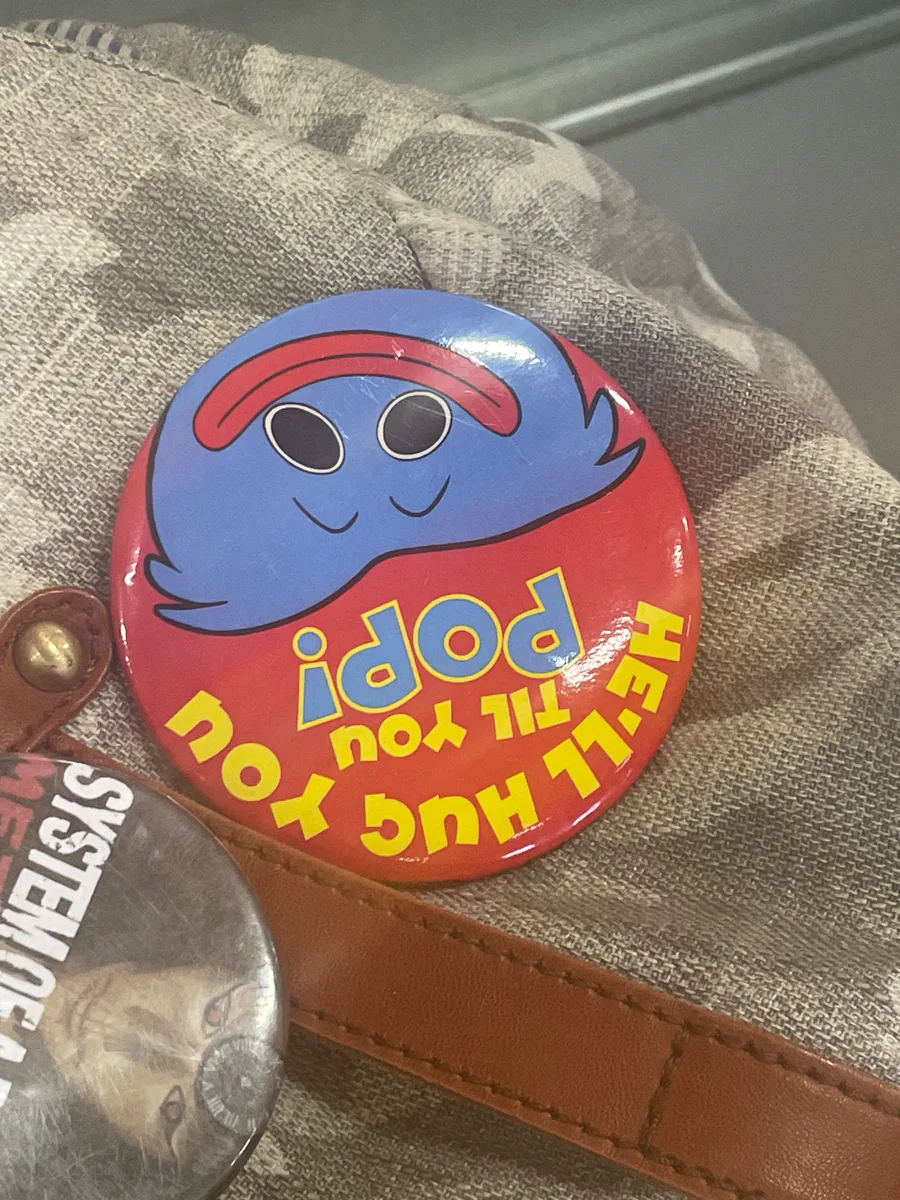 HE'LL HUG YOU
TIL YOU
POP!
SYSTEM OF A